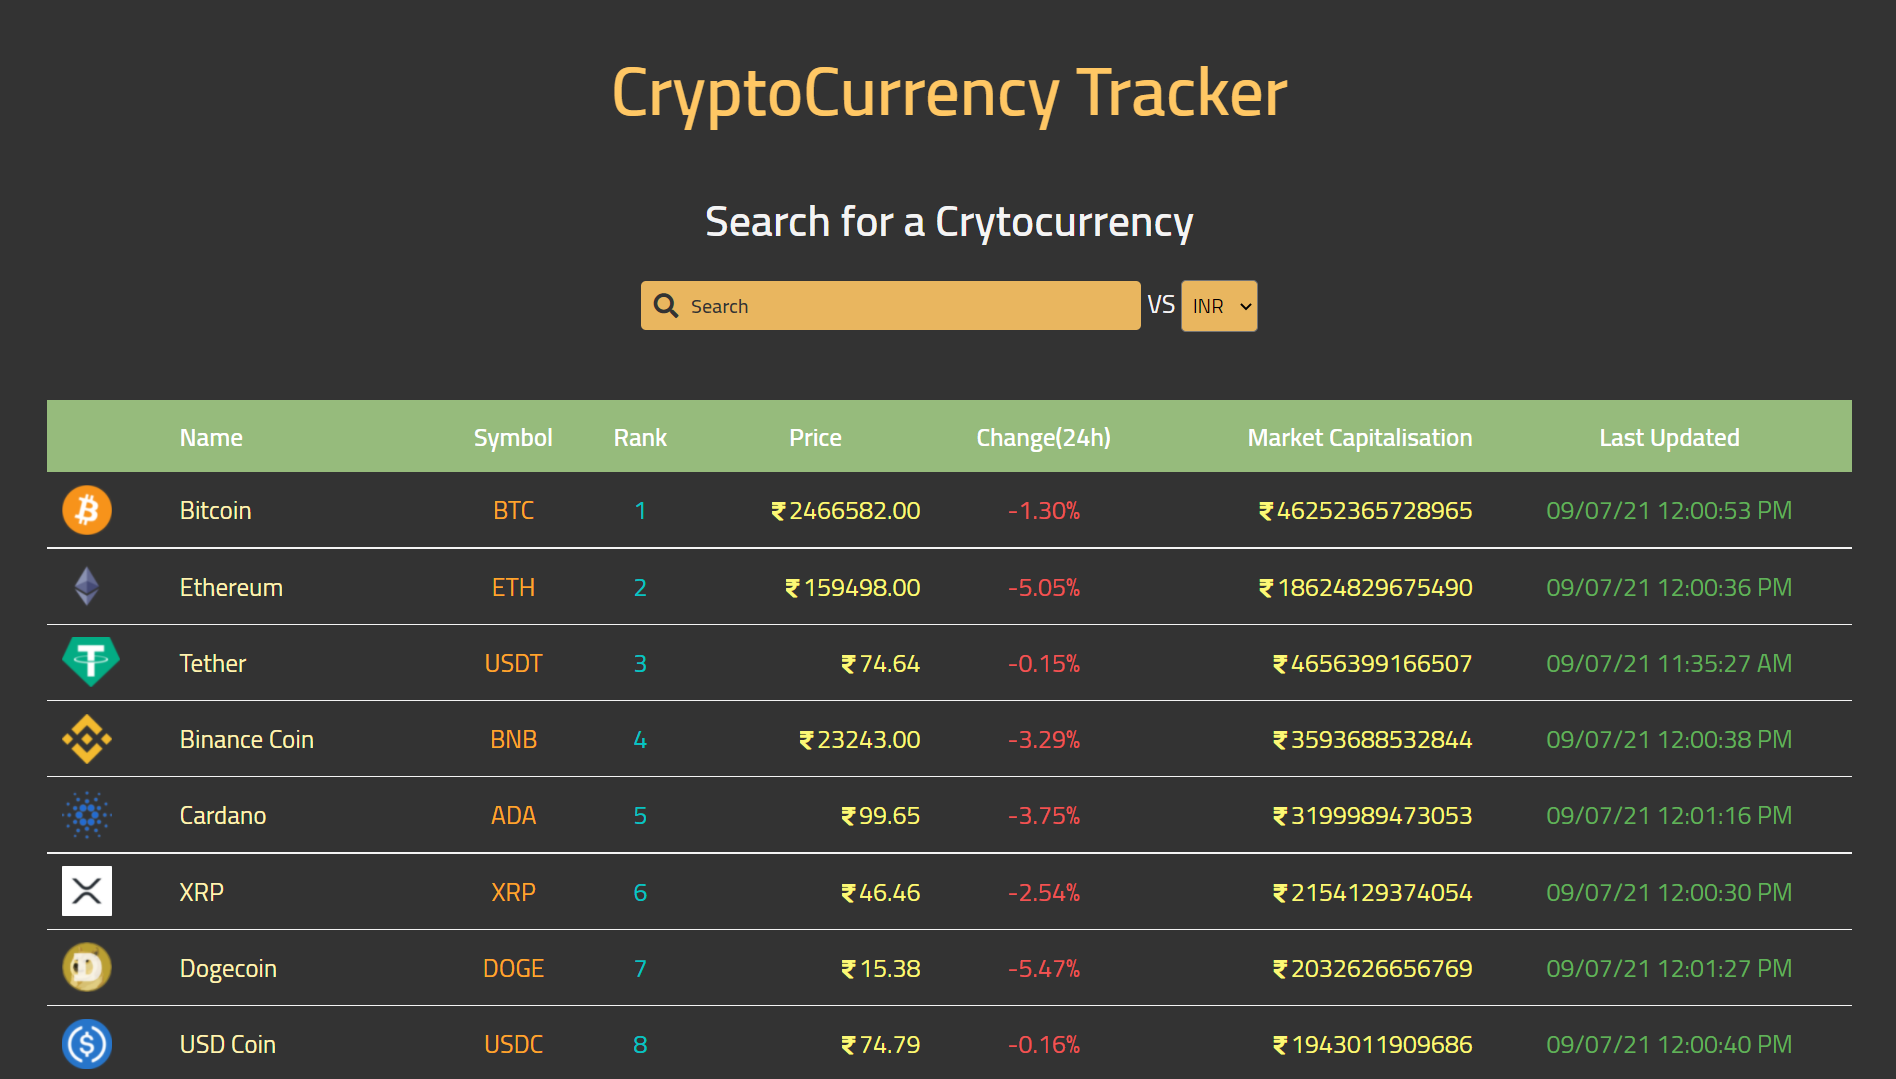 CryptoCurrency Tracker
Search for a Crytocurrency
Search VS INR
Name Symbol Rank Price Change(24h) Market Capitalisation Last Updated
Bitcoin BTC 1 ₹2466582.00 -1.30% ₹46252365728965 09/07/21 12:00:53 PM
Ethereum ETH 2 ₹159498.00 -5.05% ₹18624829675490 09/07/21 12:00:36 PM
Tether USDT 3 ₹74.64 -0.15% ₹4656399166507 09/07/21 11:35:27 AM
Binance Coin BNB 4 ₹23243.00 -3.29% ₹3593688532844 09/07/21 12:00:38 PM
Cardano ADA 5 ₹99.65 -3.75% ₹3199989473053 09/07/21 12:01:16 PM
XRP XRP 6 ₹46.46 -2.54% ₹2154129374054 09/07/21 12:00:30 PM
Dogecoin DOGE 7 ₹15.38 -5.47% ₹2032626656769 09/07/21 12:01:27 PM
USD Coin USDC 8 ₹74.79 -0.16% ₹1943011909686 09/07/21 12:00:40 PM